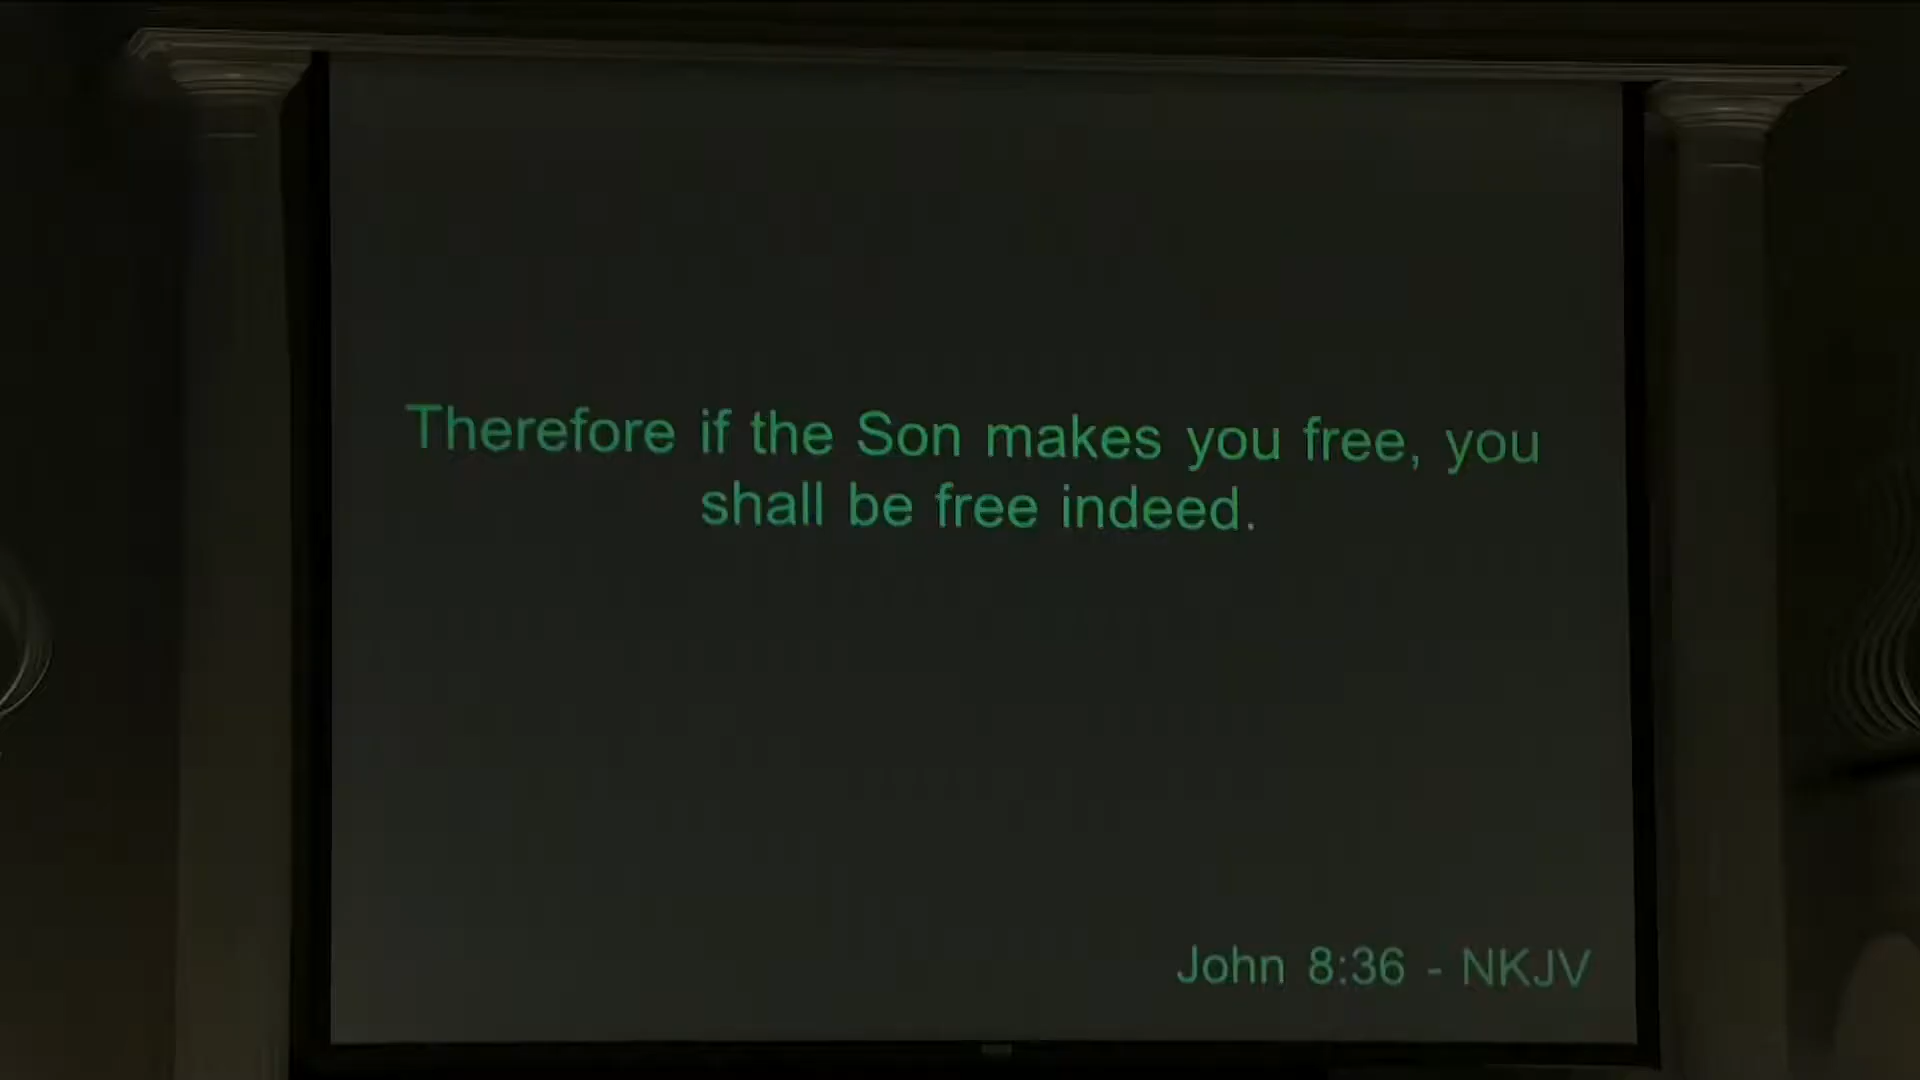 Therefore if the Son makes you free, you
shall be free indeed.
John 8:36 - NKJV